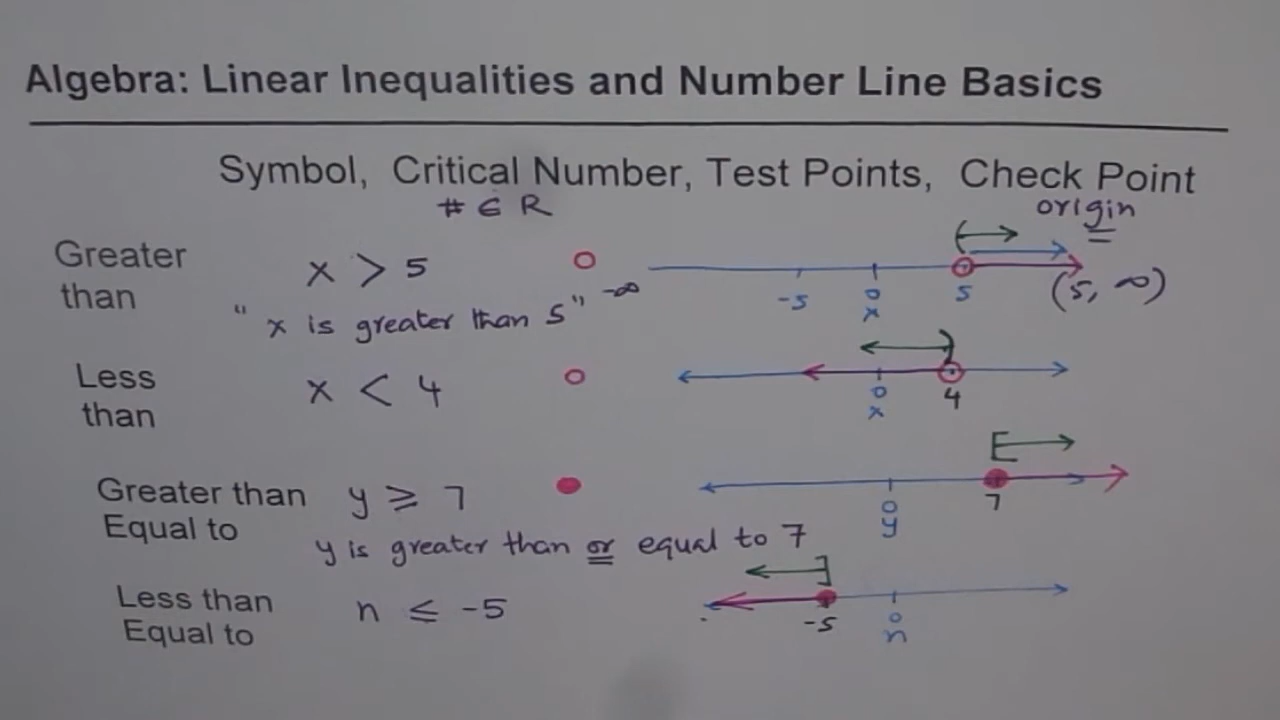 Algebra: Linear Inequalities and Number Line Basics
Symbol, Critical Number, Test Points, Check Point
# ∈ R
origin
Greater than
x > 5
-5 0 5
x
(5, ∞)
" x is greater than 5"
-∞
Less than
x < 4
0 4
x
Greater than Equal to
y ≥ 7
0 7
y
y is greater than or equal to 7
Less than Equal to
n ≤ -5
-5 0
n